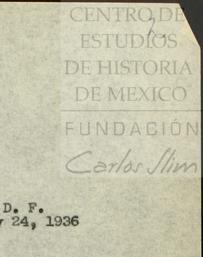 CENTRO DE
ESTUDIOS
DE HISTORIA
DE MEXICO
FUNDACIÓN
Carlos Slim
D. F.
24, 1936